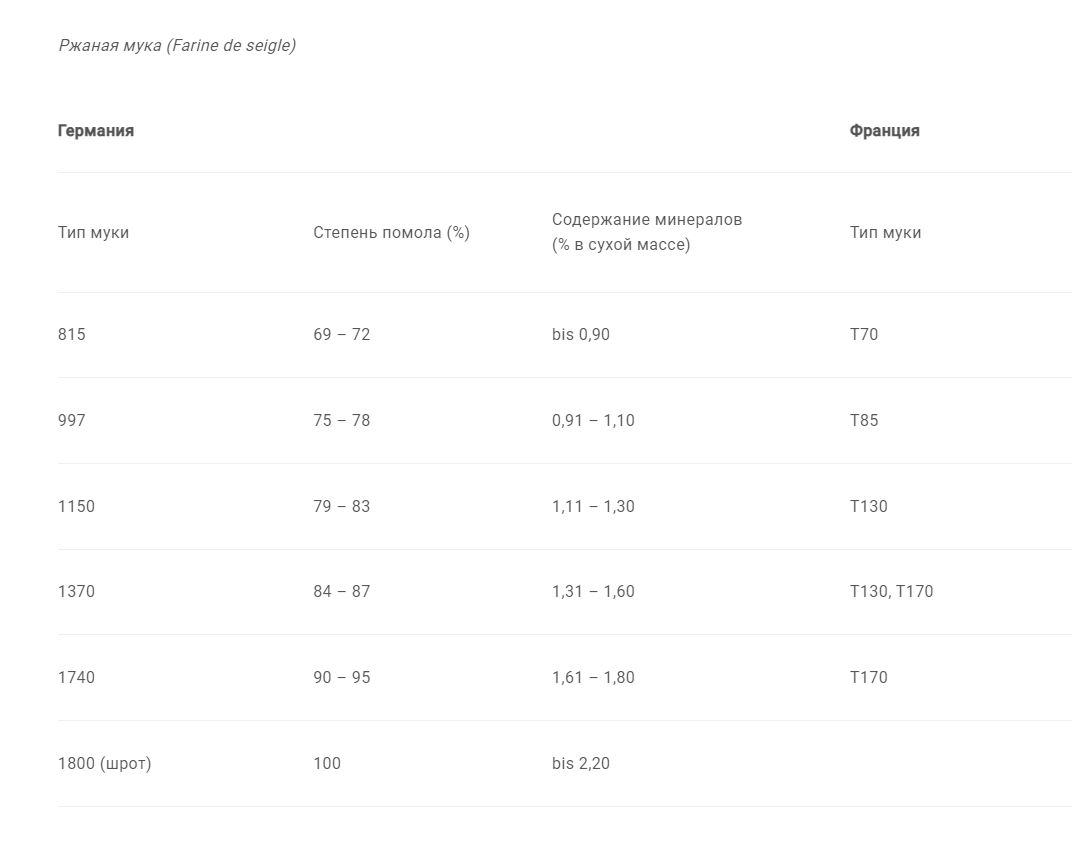 Ржаная мука (Farine de seigle)
Германия Франция
Тип муки Степень помола (%) Содержание минералов (% в сухой массе) Тип муки
815 69 – 72 bis 0,90 T70
997 75 – 78 0,91 – 1,10 T85
1150 79 – 83 1,11 – 1,30 T130
1370 84 – 87 1,31 – 1,60 T130, T170
1740 90 – 95 1,61 – 1,80 T170
1800 (шрот) 100 bis 2,20